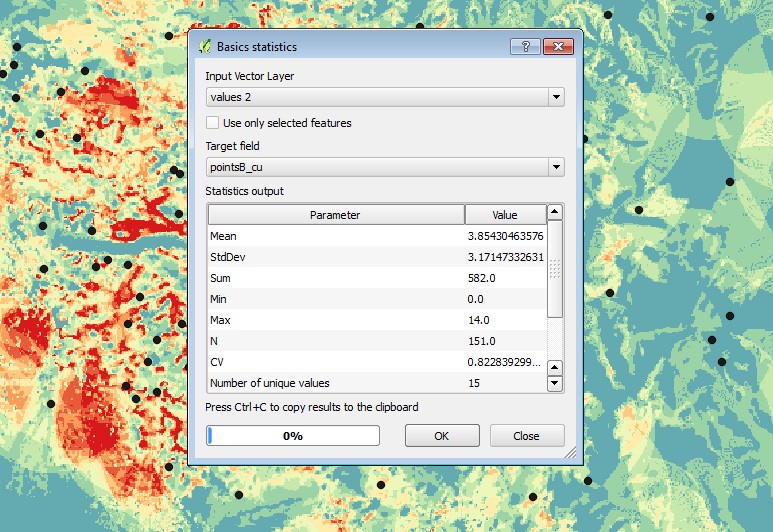 Basics statistics
?
Input Vector Layer
values 2
Use only selected features
Target field
pointsB_cu
Statistics output
Parameter Value
Mean 3.85430463576
StdDev 3.17147332631
Sum 582.0
Min 0.0
Max 14.0
N 151.0
CV 0.822839299...
Number of unique values 15
Press Ctrl+C to copy results to the clipboard
0% OK Close